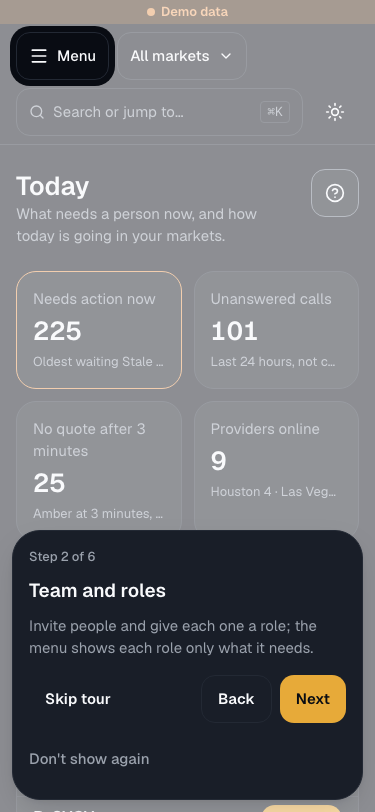 Demo data
Menu
All markets
Search or jump to...
⌘K
Today
What needs a person now, and how
today is going in your markets.
Needs action now
225
Oldest waiting Stale ...
Unanswered calls
101
Last 24 hours, not c...
No quote after 3
minutes
25
Amber at 3 minutes, ...
Providers online
9
Houston 4 · Las Veg...
Step 2 of 6
Team and roles
Invite people and give each one a role; the
menu shows each role only what it needs.
Skip tour
Back
Next
Don't show again